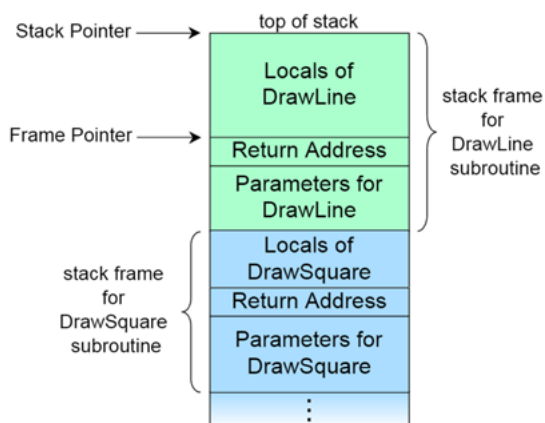 Stack Pointer
top of stack
Locals of
DrawLine
stack frame
for
DrawLine
subroutine
Frame Pointer
Return Address
Parameters for
DrawLine
Locals of
DrawSquare
stack frame
for
DrawSquare
subroutine
Return Address
Parameters for
DrawSquare
⋮